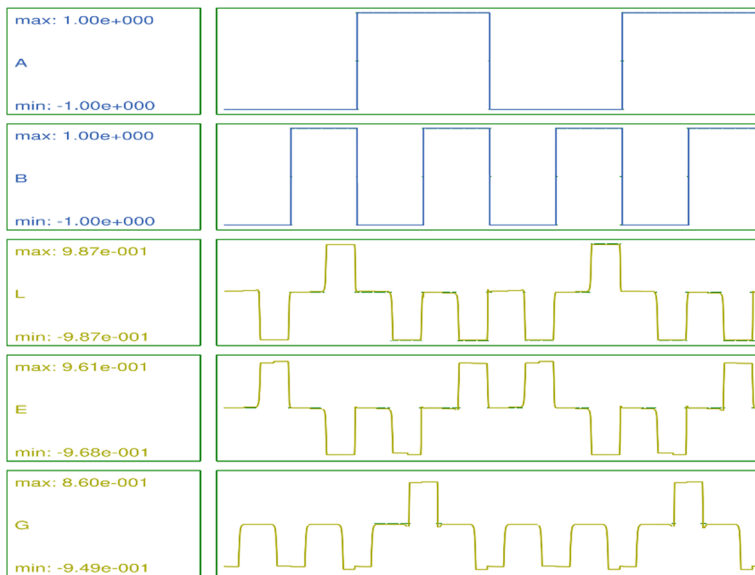 max: 1.00e+000
A
min: -1.00e+000
max: 1.00e+000
B
min: -1.00e+000
max: 9.87e-001
L
min: -9.87e-001
max: 9.61e-001
E
min: -9.68e-001
max: 8.60e-001
G
min: -9.49e-001